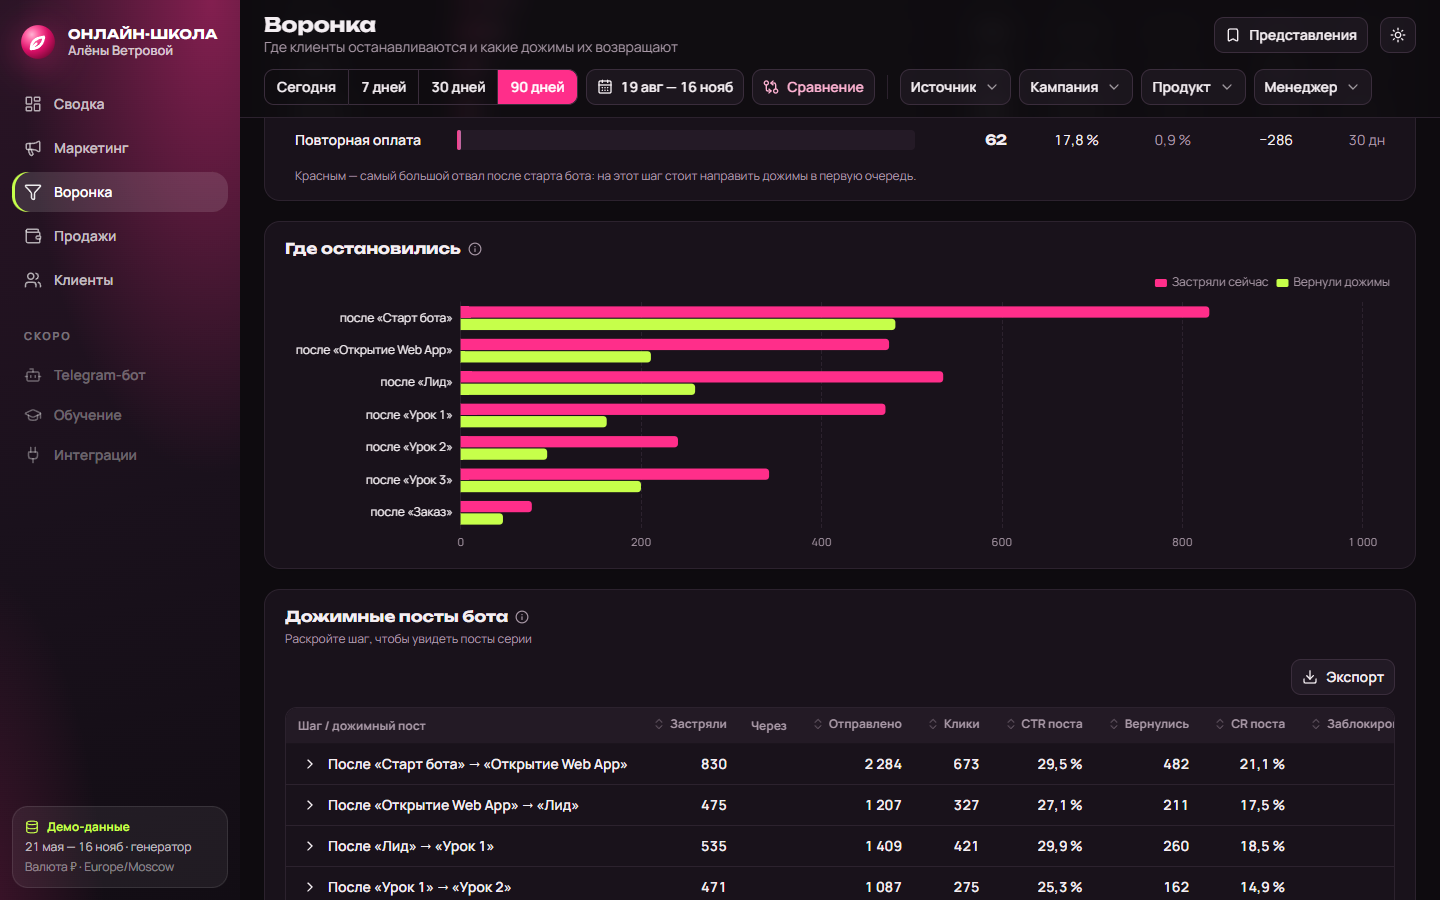 ОНЛАЙН-ШКОЛА
Алёны Ветровой
Сводка
Маркетинг
Воронка
Продажи
Клиенты
СКОРО
Telegram-бот
Обучение
Интеграции
Демо-данные
21 мая — 16 нояб · генератор
Валюта ₽ · Europe/Moscow
Воронка
Где клиенты останавливаются и какие дожимы их возвращают
Представления
Сегодня 7 дней 30 дней 90 дней 19 авг — 16 нояб Сравнение Источник Кампания Продукт Менеджер
Повторная оплата 62 17,8 % 0,9 % −286 30 дн
Красным — самый большой отвал после старта бота: на этот шаг стоит направить дожимы в первую очередь.
Где остановились
Застряли сейчас Вернули дожимы
после «Старт бота»
после «Открытие Web App»
после «Лид»
после «Урок 1»
после «Урок 2»
после «Урок 3»
после «Заказ»
0 200 400 600 800 1 000
Дожимные посты бота
Раскройте шаг, чтобы увидеть посты серии
Экспорт
Шаг / дожимный пост Застряли Через Отправлено Клики CTR поста Вернулись CR поста
После «Старт бота» → «Открытие Web App» 830 2 284 673 29,5 % 482 21,1 %
После «Открытие Web App» → «Лид» 475 1 207 327 27,1 % 211 17,5 %
После «Лид» → «Урок 1» 535 1 409 421 29,9 % 260 18,5 %
После «Урок 1» → «Урок 2» 471 1 087 275 25,3 % 162 14,9 %